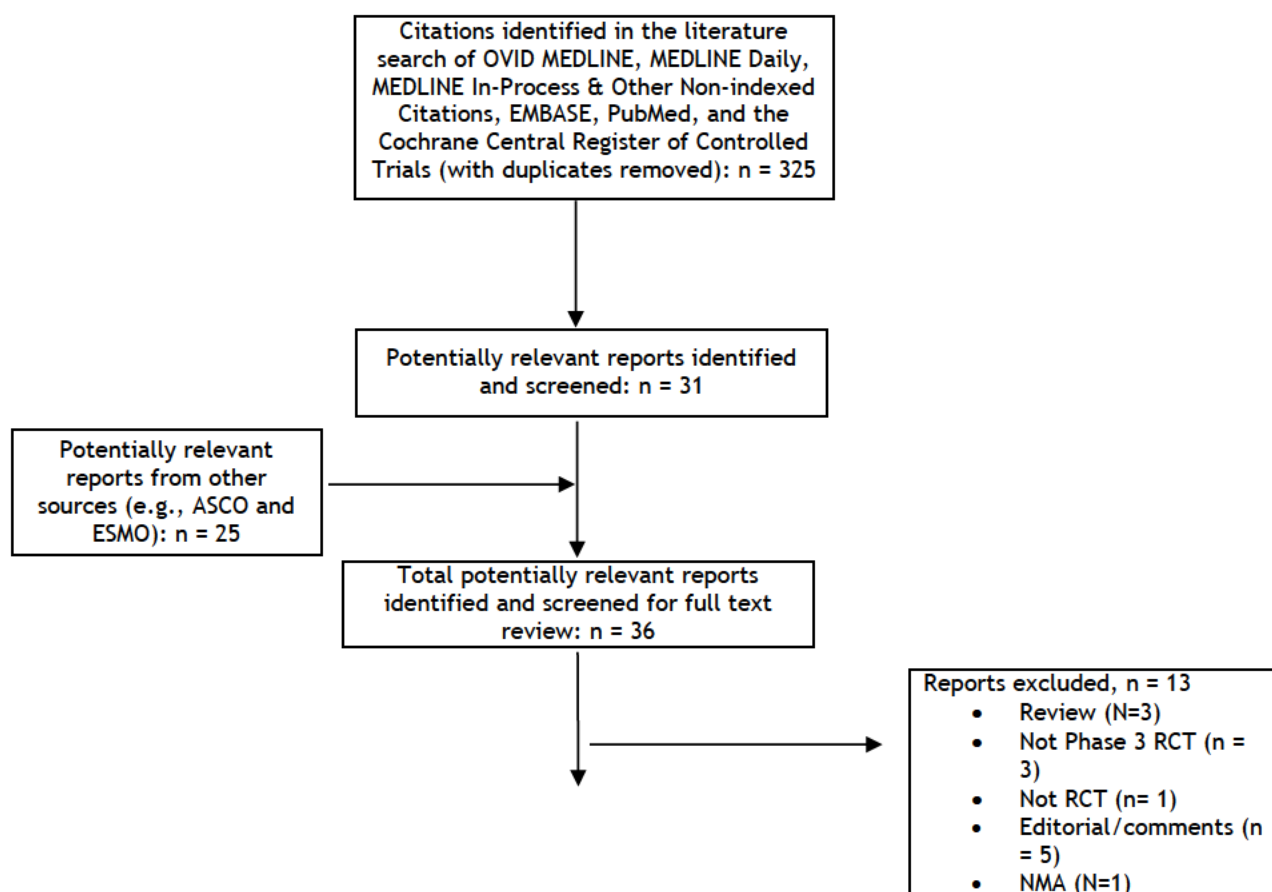 Citations identified in the literature
search of OVID MEDLINE, MEDLINE Daily,
MEDLINE In-Process & Other Non-indexed
Citations, EMBASE, PubMed, and the
Cochrane Central Register of Controlled
Trials (with duplicates removed): n = 325
Potentially relevant reports identified
and screened: n = 31
Potentially relevant
reports from other
sources (e.g., ASCO and
ESMO): n = 25
Total potentially relevant reports
identified and screened for full text
review: n = 36
Reports excluded, n = 13
• Review (N=3)
• Not Phase 3 RCT (n =
3)
• Not RCT (n= 1)
• Editorial/comments (n
= 5)
• NMA (N=1)